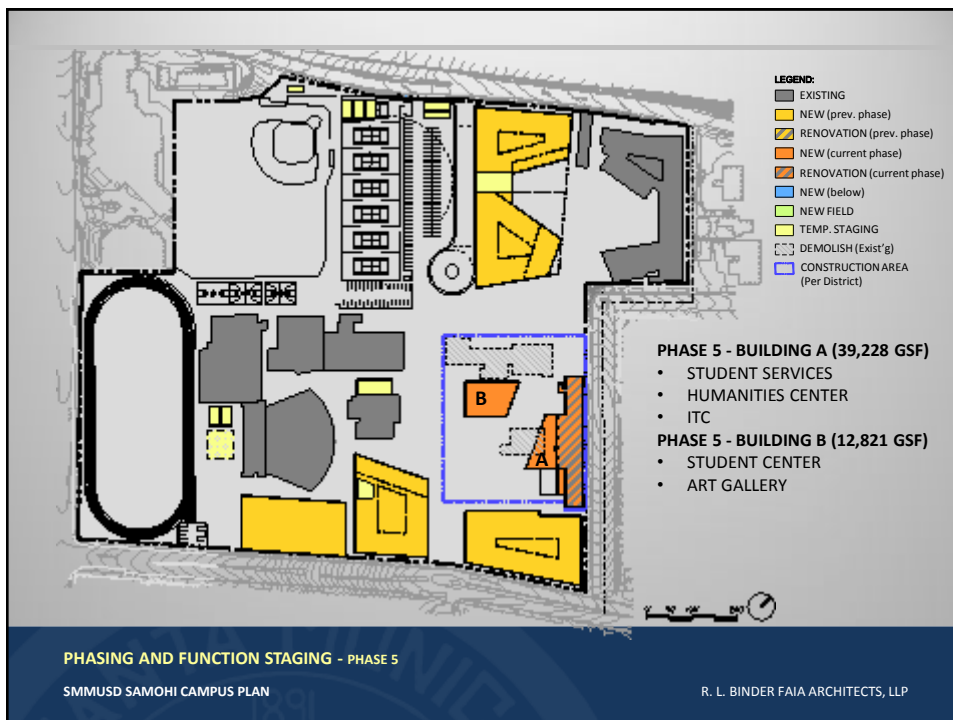 LEGEND:
EXISTING
NEW (prev. phase)
RENOVATION (prev. phase)
NEW (current phase)
RENOVATION (current phase)
NEW (below)
NEW FIELD
TEMP. STAGING
DEMOLISH (Exist'g)
CONSTRUCTION AREA
(Per District)
B
A
PHASE 5 - BUILDING A (39,228 GSF)
• STUDENT SERVICES
• HUMANITIES CENTER
• ITC
PHASE 5 - BUILDING B (12,821 GSF)
• STUDENT CENTER
• ART GALLERY
PHASING AND FUNCTION STAGING - PHASE 5
SMMUSD SAMOHI CAMPUS PLAN
R. L. BINDER FAIA ARCHITECTS, LLP
1891